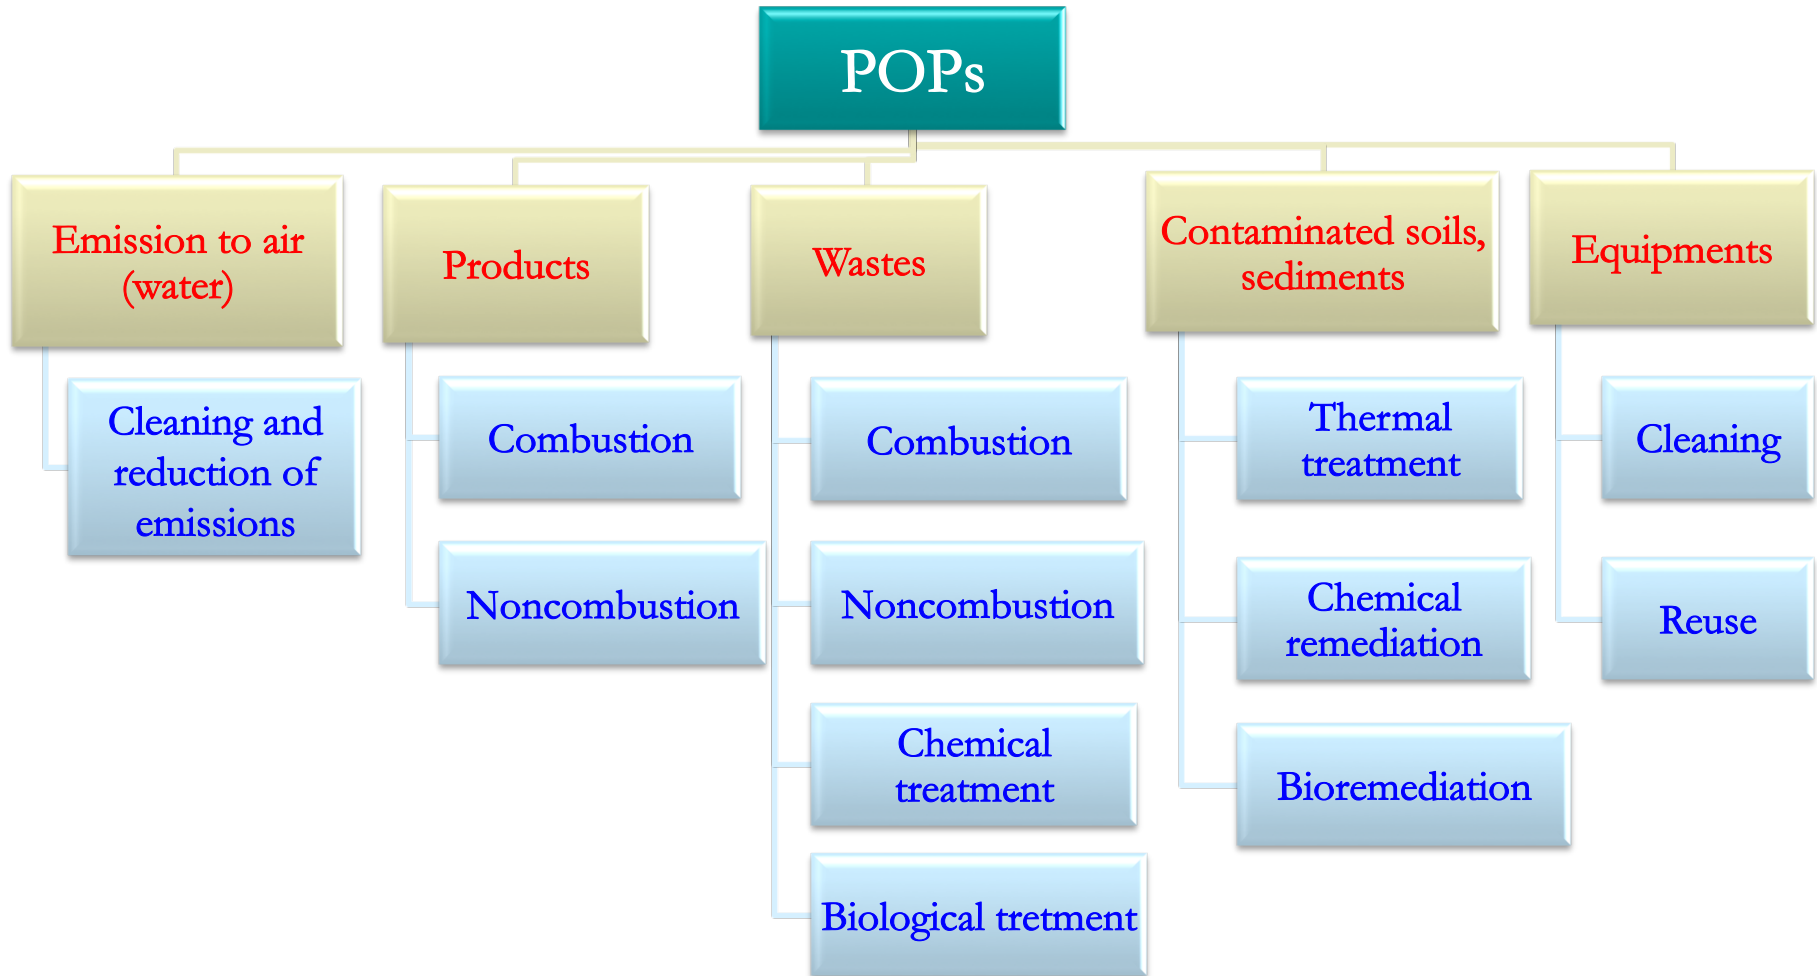 POPs
Emission to air
(water)
Products
Wastes
Contaminated soils,
sediments
Equipments
Cleaning and
reduction of
emissions
Combustion
Noncombustion
Combustion
Noncombustion
Chemical
treatment
Biological tretment
Thermal
treatment
Chemical
remediation
Bioremediation
Cleaning
Reuse